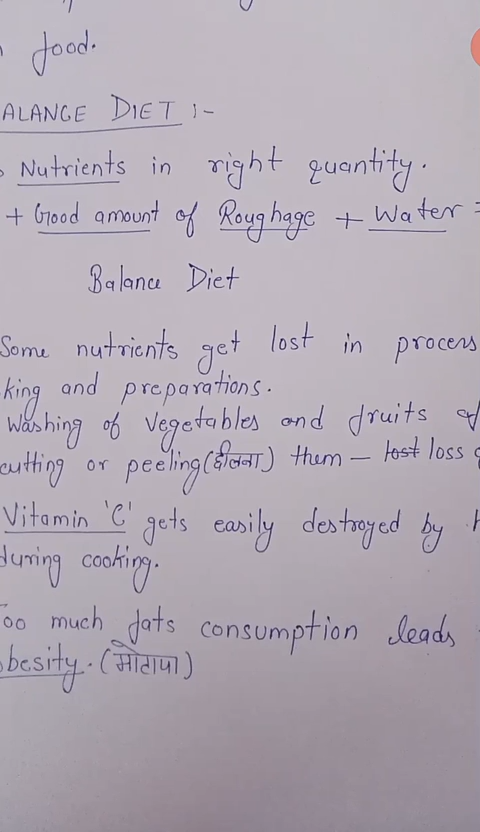 food.
ALANCE DIET :-
Nutrients in right quantity.
+ Good amount of Roughage + Water =
Balance Diet
Some nutrients get lost in process
king and preparations.
Washing of vegetables and fruits af
cutting or peeling (छीलना) them — lost loss
Vitamin 'C' gets easily destroyed by h
during cooking.
Too much fats consumption leads
besity. (मोटापा)